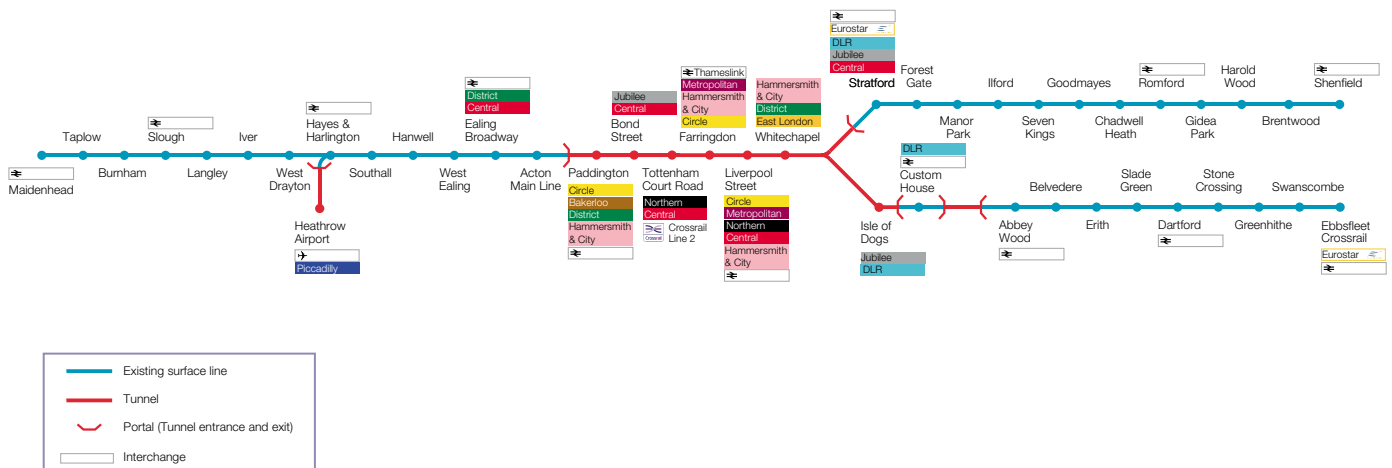 Maidenhead
Taplow
Burnham
Slough
Langley
Iver
West
Drayton
Heathrow
Airport
Piccadilly
Hayes &
Harlington
Southall
Hanwell
West
Ealing
District
Central
Ealing
Broadway
Acton
Main Line
Paddington
Circle
Bakerloo
District
Hammersmith
& City
Jubilee
Central
Bond
Street
Tottenham
Court Road
Northern
Central
Crossrail
Crossrail
Line 2
Thameslink
Metropolitan
Hammersmith
& City
Circle
Farringdon
Liverpool
Street
Circle
Metropolitan
Northern
Central
Hammersmith
& City
Hammersmith
& City
District
East London
Whitechapel
Eurostar
DLR
Jubilee
Central
Stratford
Forest
Gate
Manor
Park
Ilford
Seven
Kings
Goodmayes
Chadwell
Heath
Romford
Gidea
Park
Harold
Wood
Brentwood
Shenfield
Isle of
Dogs
Jubilee
DLR
DLR
Custom
House
Abbey
Wood
Belvedere
Erith
Slade
Green
Dartford
Stone
Crossing
Greenhithe
Swanscombe
Ebbsfleet
Crossrail
Eurostar
Existing surface line
Tunnel
Portal (Tunnel entrance and exit)
Interchange